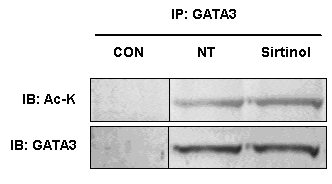 IP: GATA3
CON NT Sirtinol
IB: Ac-K
IB: GATA3